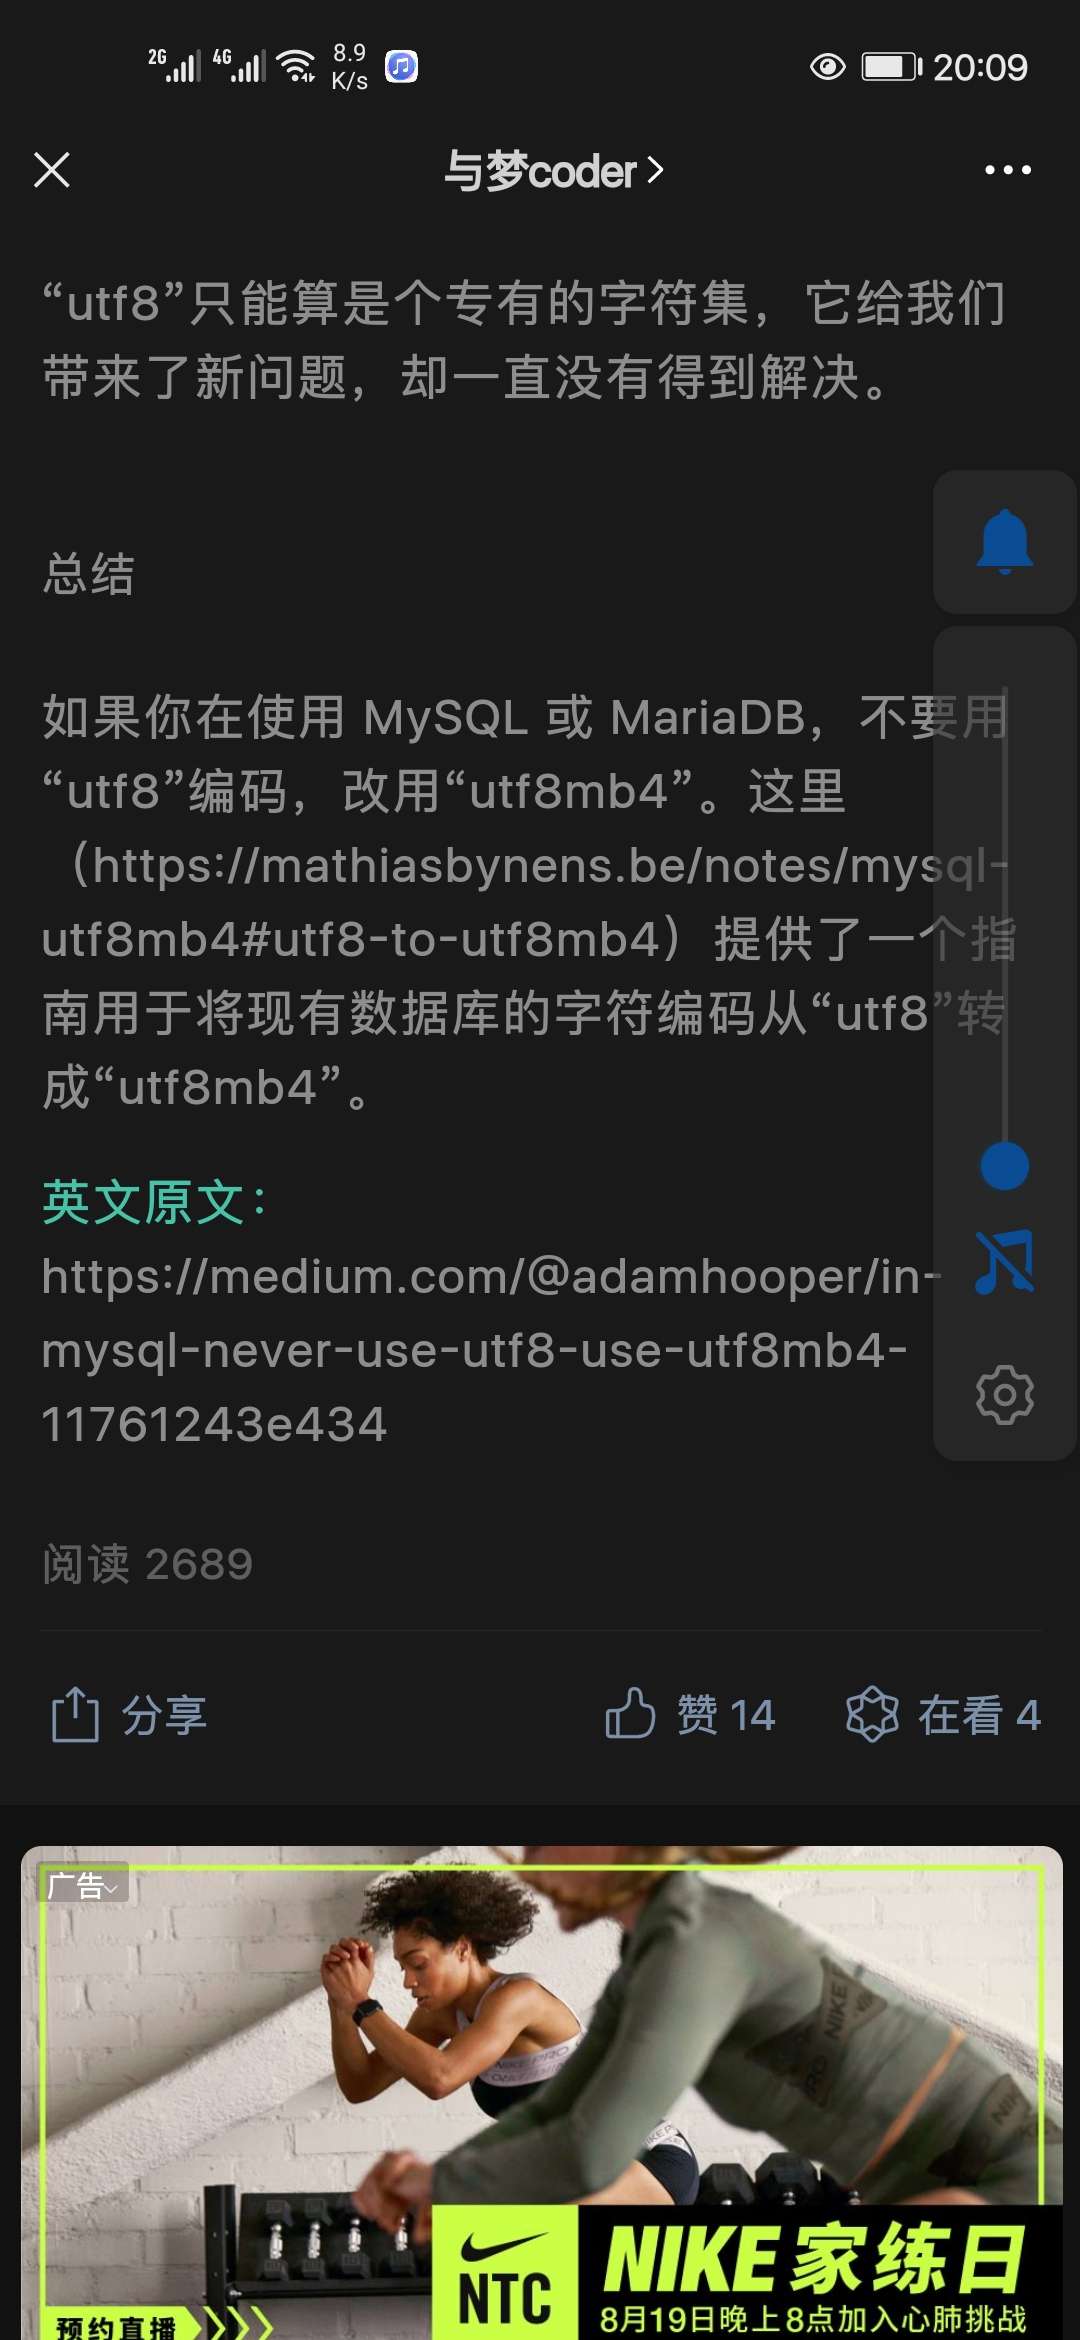 2G 4G 8.9 K/s 20:09
与梦coder
“utf8”只能算是个专有的字符集，它给我们
带来了新问题，却一直没有得到解决。
总结
如果你在使用 MySQL 或 MariaDB，不要用
“utf8”编码，改用“utf8mb4”。这里
（https://mathiasbynens.be/notes/mysql-
utf8mb4#utf8-to-utf8mb4）提供了一个指
南用于将现有数据库的字符编码从“utf8”转
成“utf8mb4”。
英文原文：
https://medium.com/@adamhooper/in-
mysql-never-use-utf8-use-utf8mb4-
11761243e434
阅读 2689
分享 赞 14 在看 4
广告
NIKE
NIKE PRO
NTC
NIKE家练日
8月19日晚上8点加入心肺挑战
预约直播